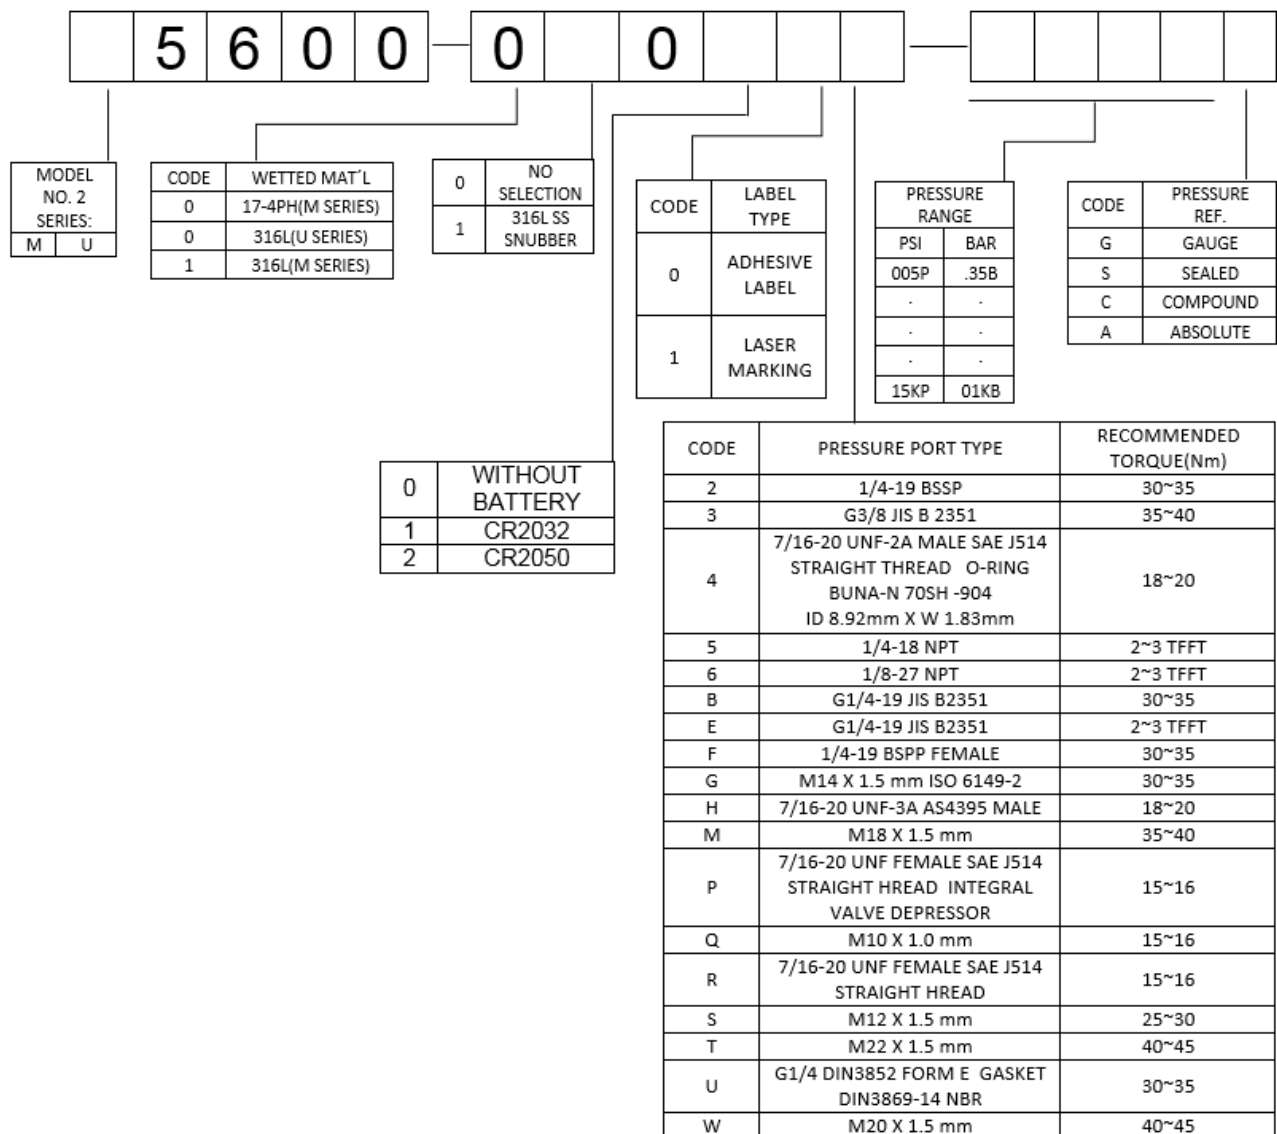 5 6 0 0 — 0 0 —
MODEL
NO. 2
SERIES:
M U
CODE WETTED MAT´L
0 17-4PH(M SERIES)
0 316L(U SERIES)
1 316L(M SERIES)
0 NO
SELECTION
1 316L SS
SNUBBER
CODE LABEL
TYPE
0 ADHESIVE
LABEL
1 LASER
MARKING
PRESSURE
RANGE
PSI BAR
005P .35B
. .
. .
. .
15KP 01KB
CODE PRESSURE
REF.
G GAUGE
S SEALED
C COMPOUND
A ABSOLUTE
0 WITHOUT
BATTERY
1 CR2032
2 CR2050
CODE PRESSURE PORT TYPE RECOMMENDED
TORQUE(Nm)
2 1/4-19 BSSP 30~35
3 G3/8 JIS B 2351 35~40
4 7/16-20 UNF-2A MALE SAE J514
STRAIGHT THREAD O-RING
BUNA-N 70SH -904
ID 8.92mm X W 1.83mm
18~20
5 1/4-18 NPT 2~3 TFFT
6 1/8-27 NPT 2~3 TFFT
B G1/4-19 JIS B2351 30~35
E G1/4-19 JIS B2351 2~3 TFFT
F 1/4-19 BSPP FEMALE 30~35
G M14 X 1.5 mm ISO 6149-2 30~35
H 7/16-20 UNF-3A AS4395 MALE 18~20
M M18 X 1.5 mm 35~40
P 7/16-20 UNF FEMALE SAE J514
STRAIGHT HREAD INTEGRAL
VALVE DEPRESSOR
15~16
Q M10 X 1.0 mm 15~16
R 7/16-20 UNF FEMALE SAE J514
STRAIGHT HREAD
15~16
S M12 X 1.5 mm 25~30
T M22 X 1.5 mm 40~45
U G1/4 DIN3852 FORM E GASKET
DIN3869-14 NBR
30~35
W M20 X 1.5 mm 40~45